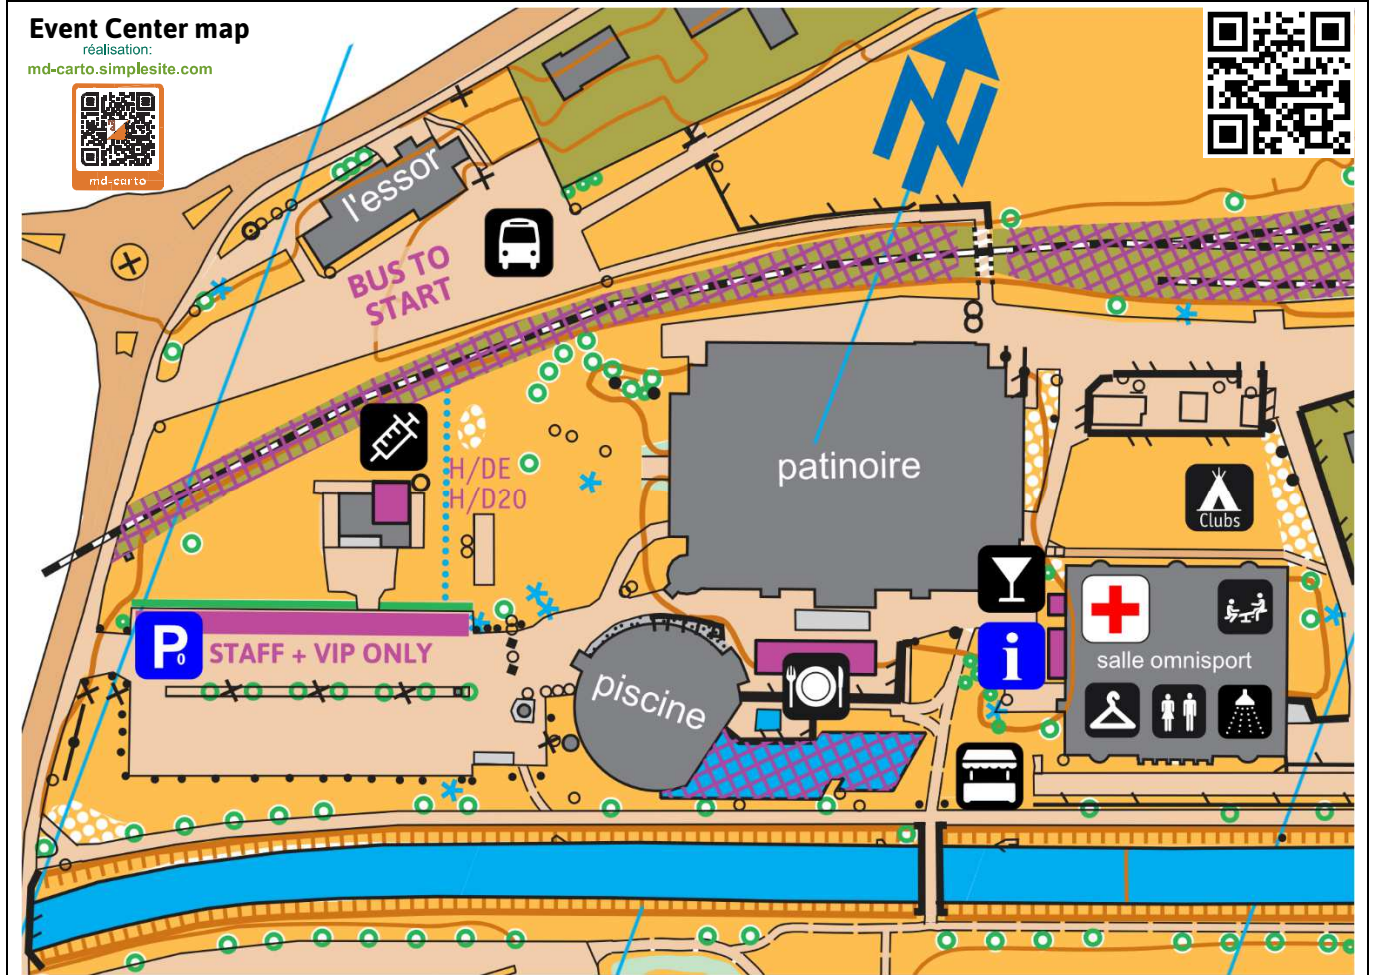 Event Center map
réalisation:
md-carto.simplesite.com
md-carto
l'essor
BUS TO
START
H/DE
H/D20
patinoire
Clubs
P0
STAFF + VIP ONLY
piscine
i
salle omnisport